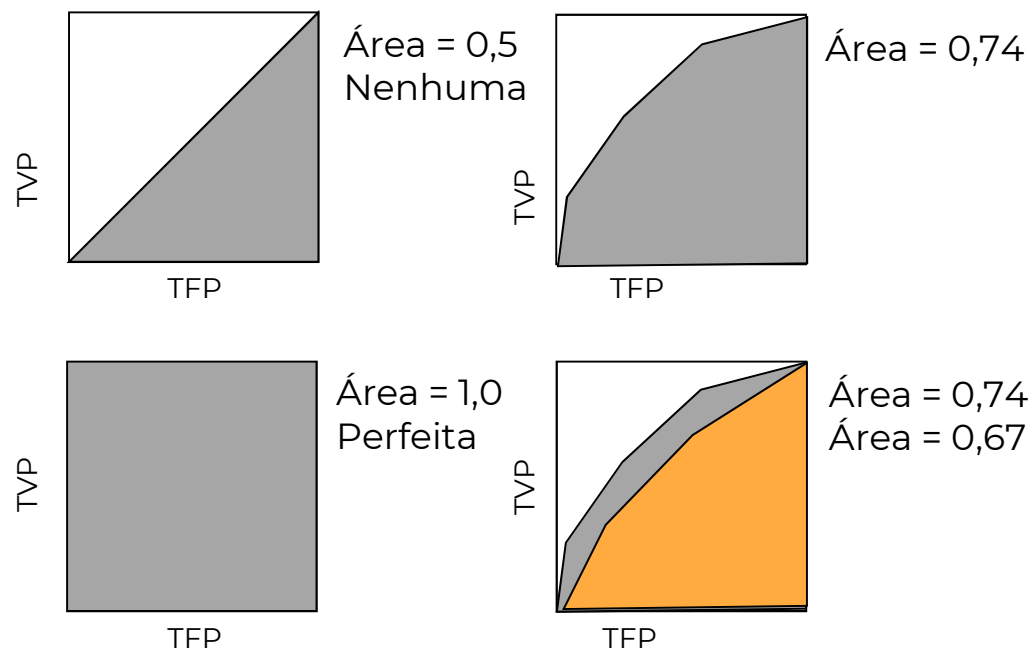 Área = 0,5
Nenhuma
TVP
TFP
Área = 0,74
TVP
TFP
Área = 1,0
Perfeita
TVP
TFP
Área = 0,74
Área = 0,67
TVP
TFP